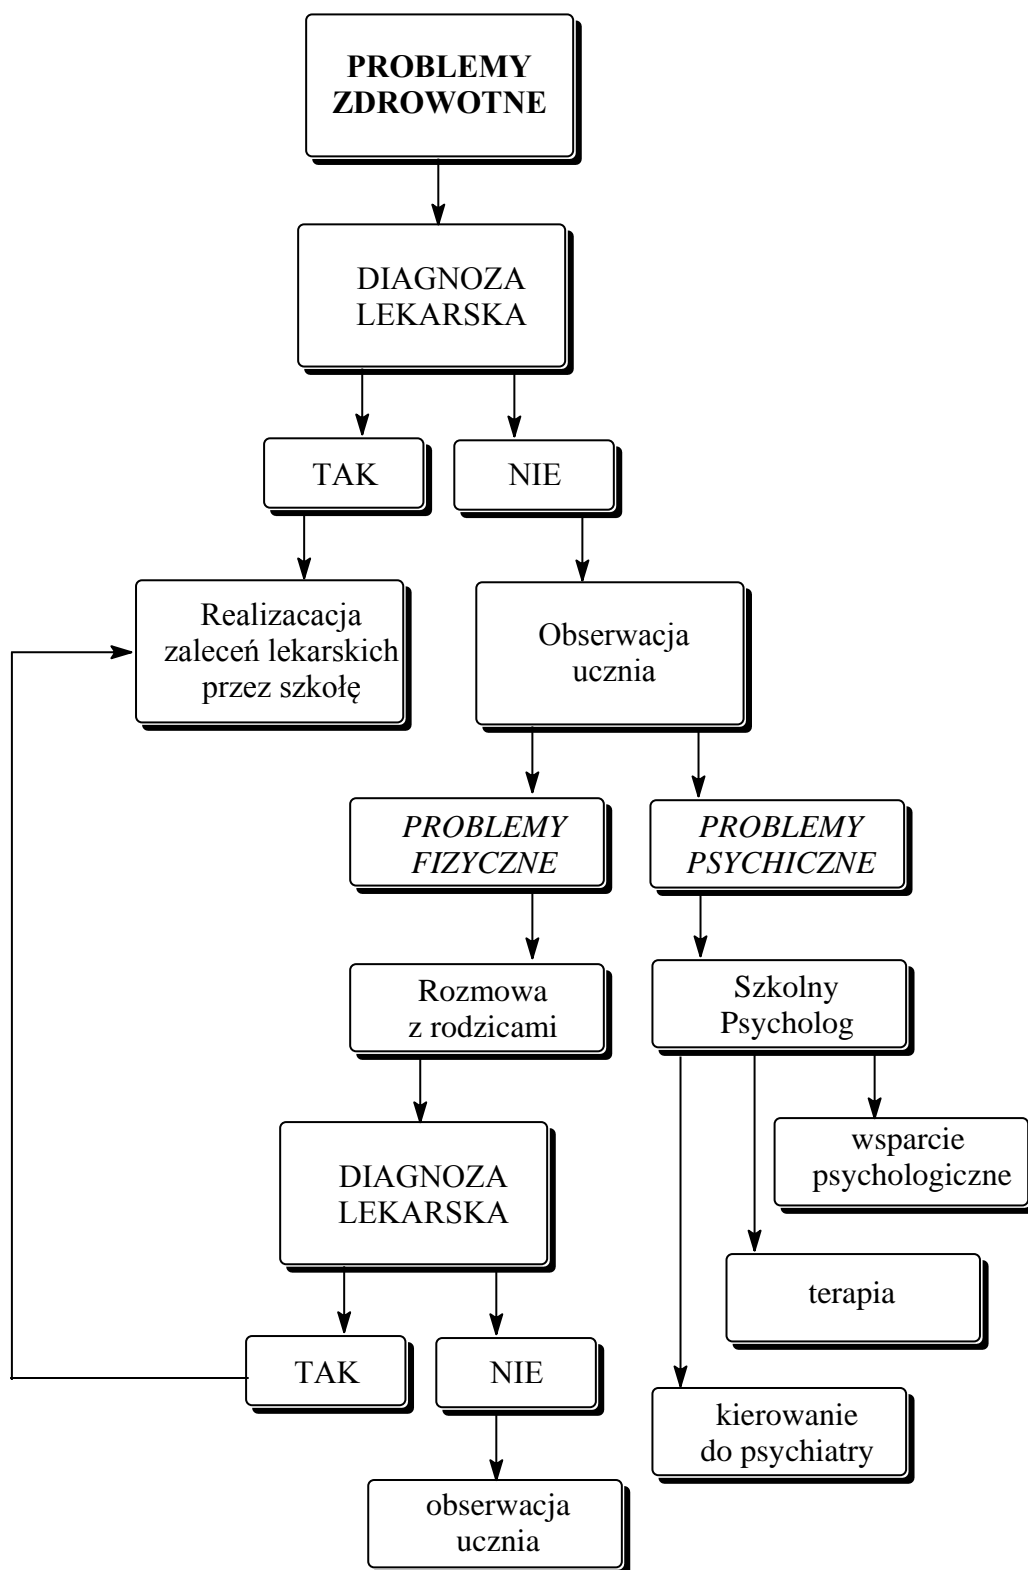 PROBLEMY
ZDROWOTNE
DIAGNOZA
LEKARSKA
TAK
NIE
Realizacacja
zaleceń lekarskich
przez szkołę
Obserwacja
ucznia
PROBLEMY
FIZYCZNE
PROBLEMY
PSYCHICZNE
Rozmowa
z rodzicami
Szkolny
Psycholog
wsparcie
psychologiczne
DIAGNOZA
LEKARSKA
terapia
TAK
NIE
kierowanie
do psychiatry
obserwacja
ucznia